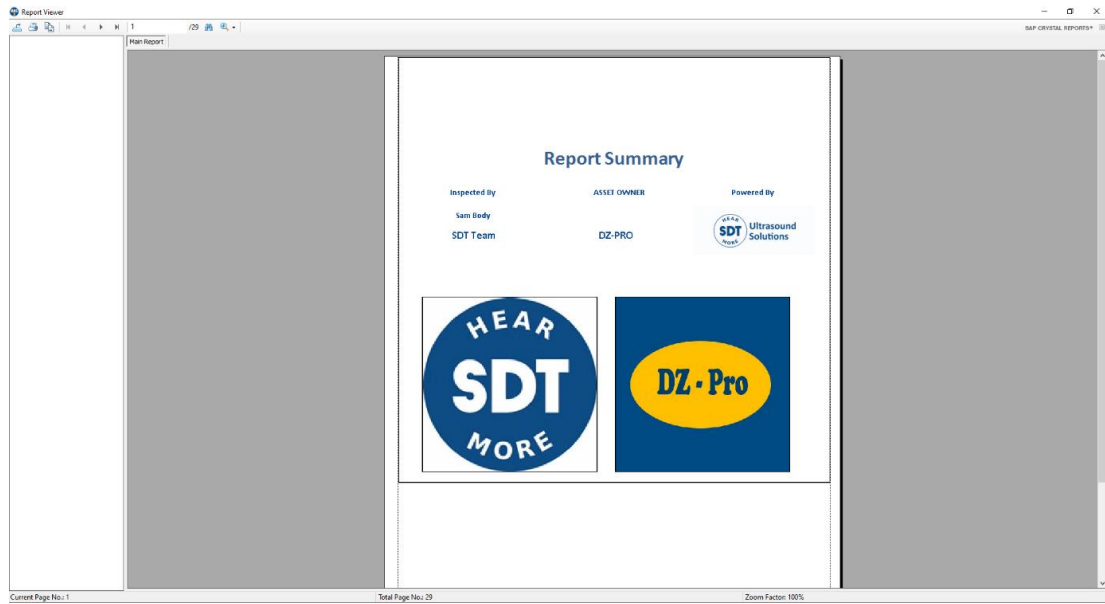 Report Viewer
1 /29
SAP CRYSTAL REPORTS®
Main Report
Report Summary
Inspected By ASSET OWNER Powered By
Sam Body
SDT Team DZ-PRO
HEAR
SDT
MORE
Ultrasound
Solutions
HEAR
SDT
MORE
DZ - Pro
Current Page No.: 1 Total Page No.: 29 Zoom Factor: 100%